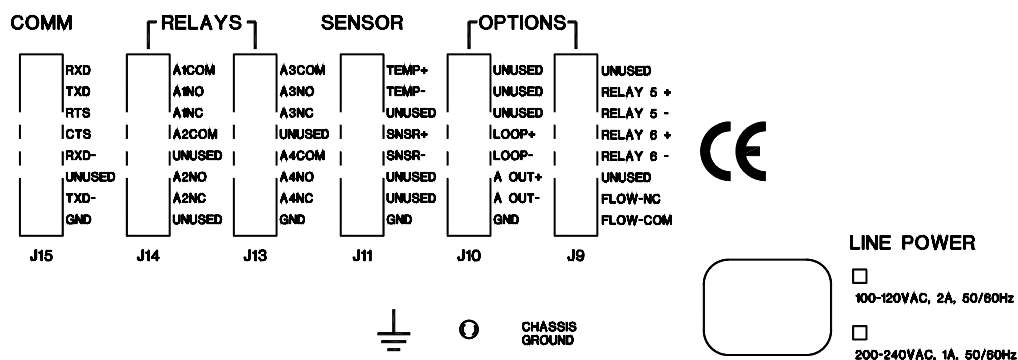 COMM
RELAYS
SENSOR
OPTIONS
RXD
TXD
RTS
CTS
RXD-
UNUSED
TXD-
GND
J15
A1COM
A1NO
A1NC
A2COM
UNUSED
A2NO
A2NC
UNUSED
J14
A3COM
A3NO
A3NC
UNUSED
A4COM
A4NO
A4NC
GND
J13
TEMP+
TEMP-
UNUSED
SNSR+
SNSR-
UNUSED
UNUSED
GND
J11
UNUSED
UNUSED
UNUSED
LOOP+
LOOP-
A OUT+
A OUT-
GND
J10
UNUSED
RELAY 5 +
RELAY 5 -
RELAY 6 +
RELAY 6 -
UNUSED
FLOW-NC
FLOW-COM
J9
CE
LINE POWER
100-120VAC, 2A, 50/60Hz
200-240VAC, 1A, 50/60Hz
CHASSIS
GROUND